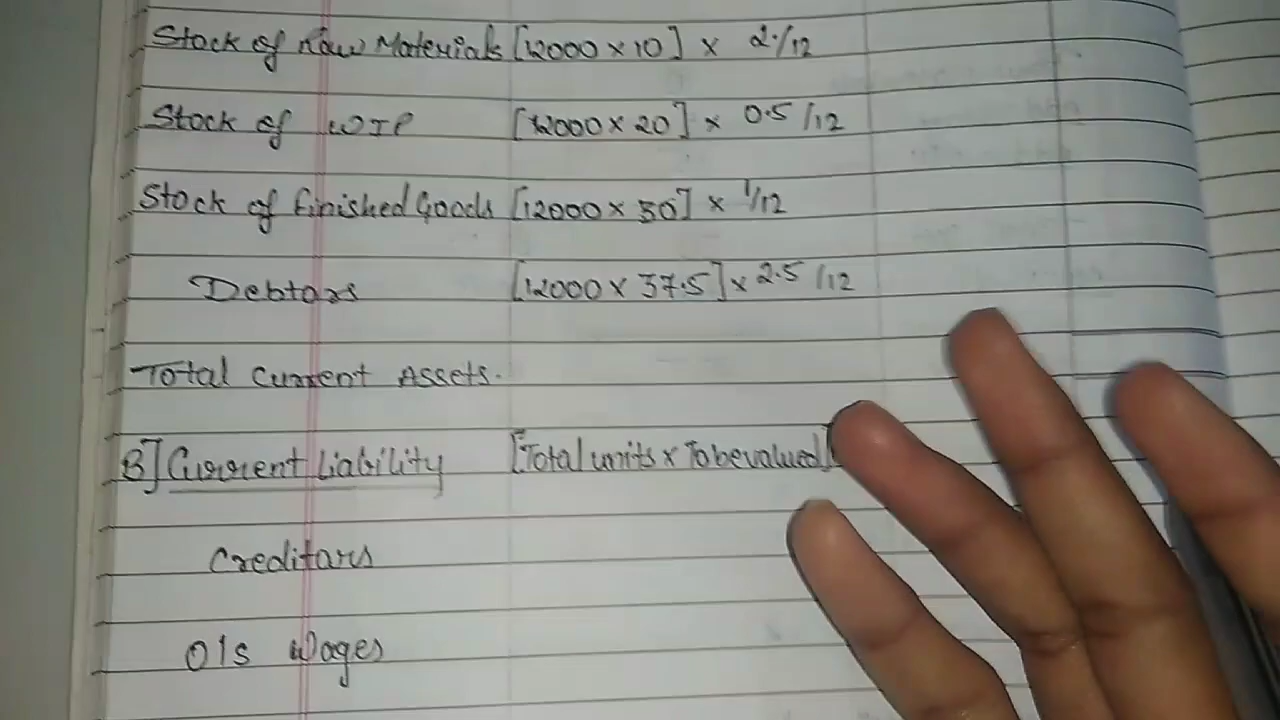 Stock of Raw Materials [12000 x 10] x 2/12
Stock of WIP [12000 x 20] x 0.5/12
Stock of Finished Goods [12000 x 30] x 1/12
Debtors [12000 x 37.5] x 2.5/12
Total Current Assets.
B] Current Liability [Total units x To be valued]
Creditors
O/s Wages